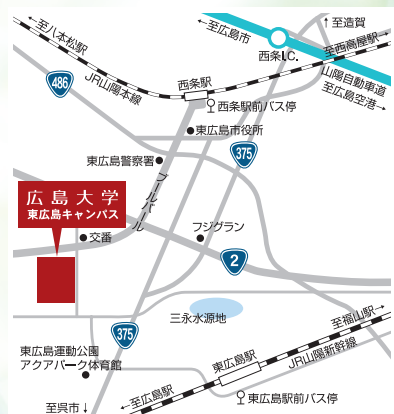 ←至広島市
↑至造賀
←至八本松駅
西条I.C.
至西高屋駅→
JR山陽本線
西条駅
山陽自動車道
至広島空港→
486
西条駅前バス停
東広島市役所
375
東広島警察署
ブールバール
広島大学
東広島キャンパス
交番
フジグラン
2
三永水源地
375
至福山駅→
東広島駅
JR山陽新幹線
東広島運動公園
アクアパーク体育館
←至広島駅
東広島駅前バス停
至呉市↓